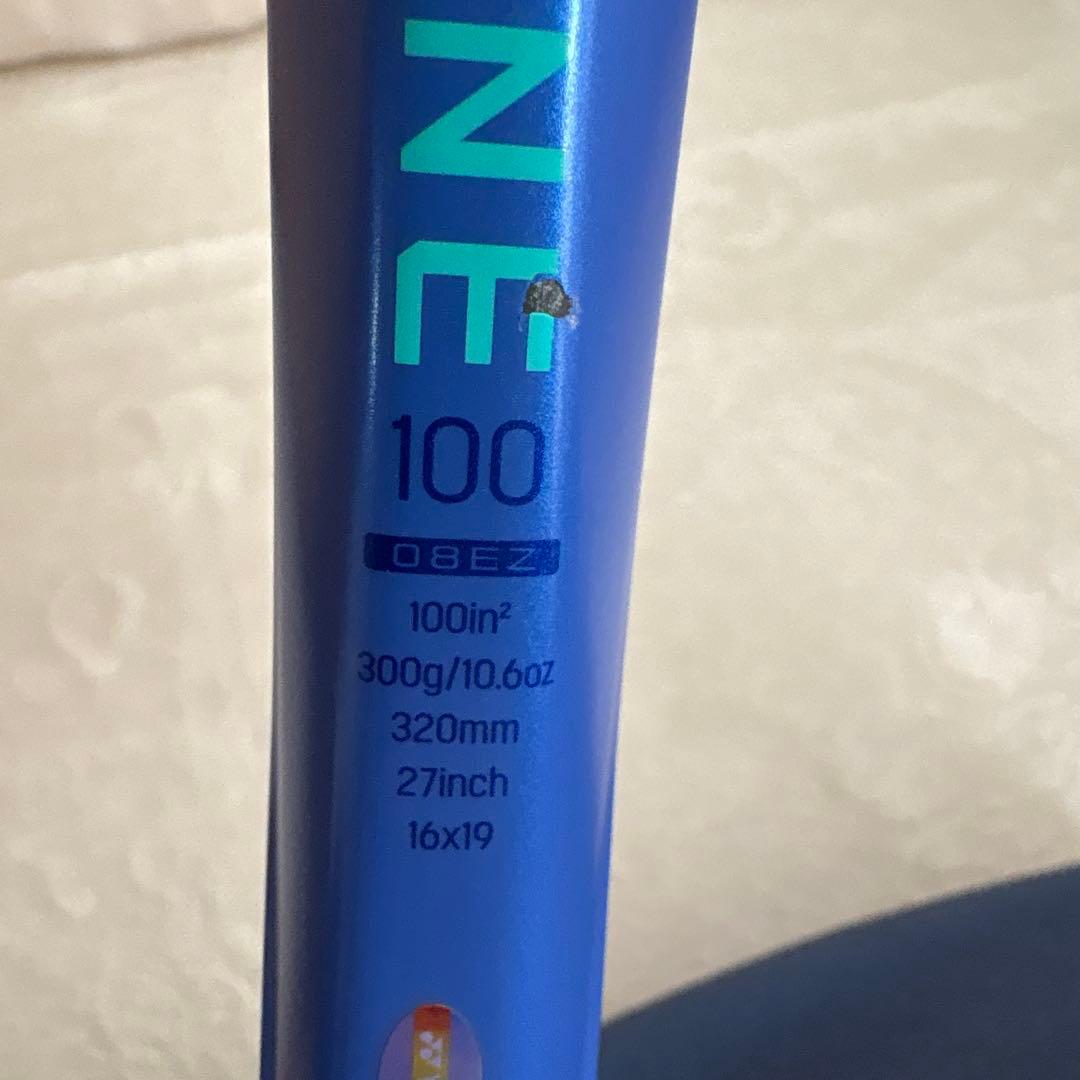 NE
100
08EZ
100in²
300g/10.6oz
320mm
27inch
16x19